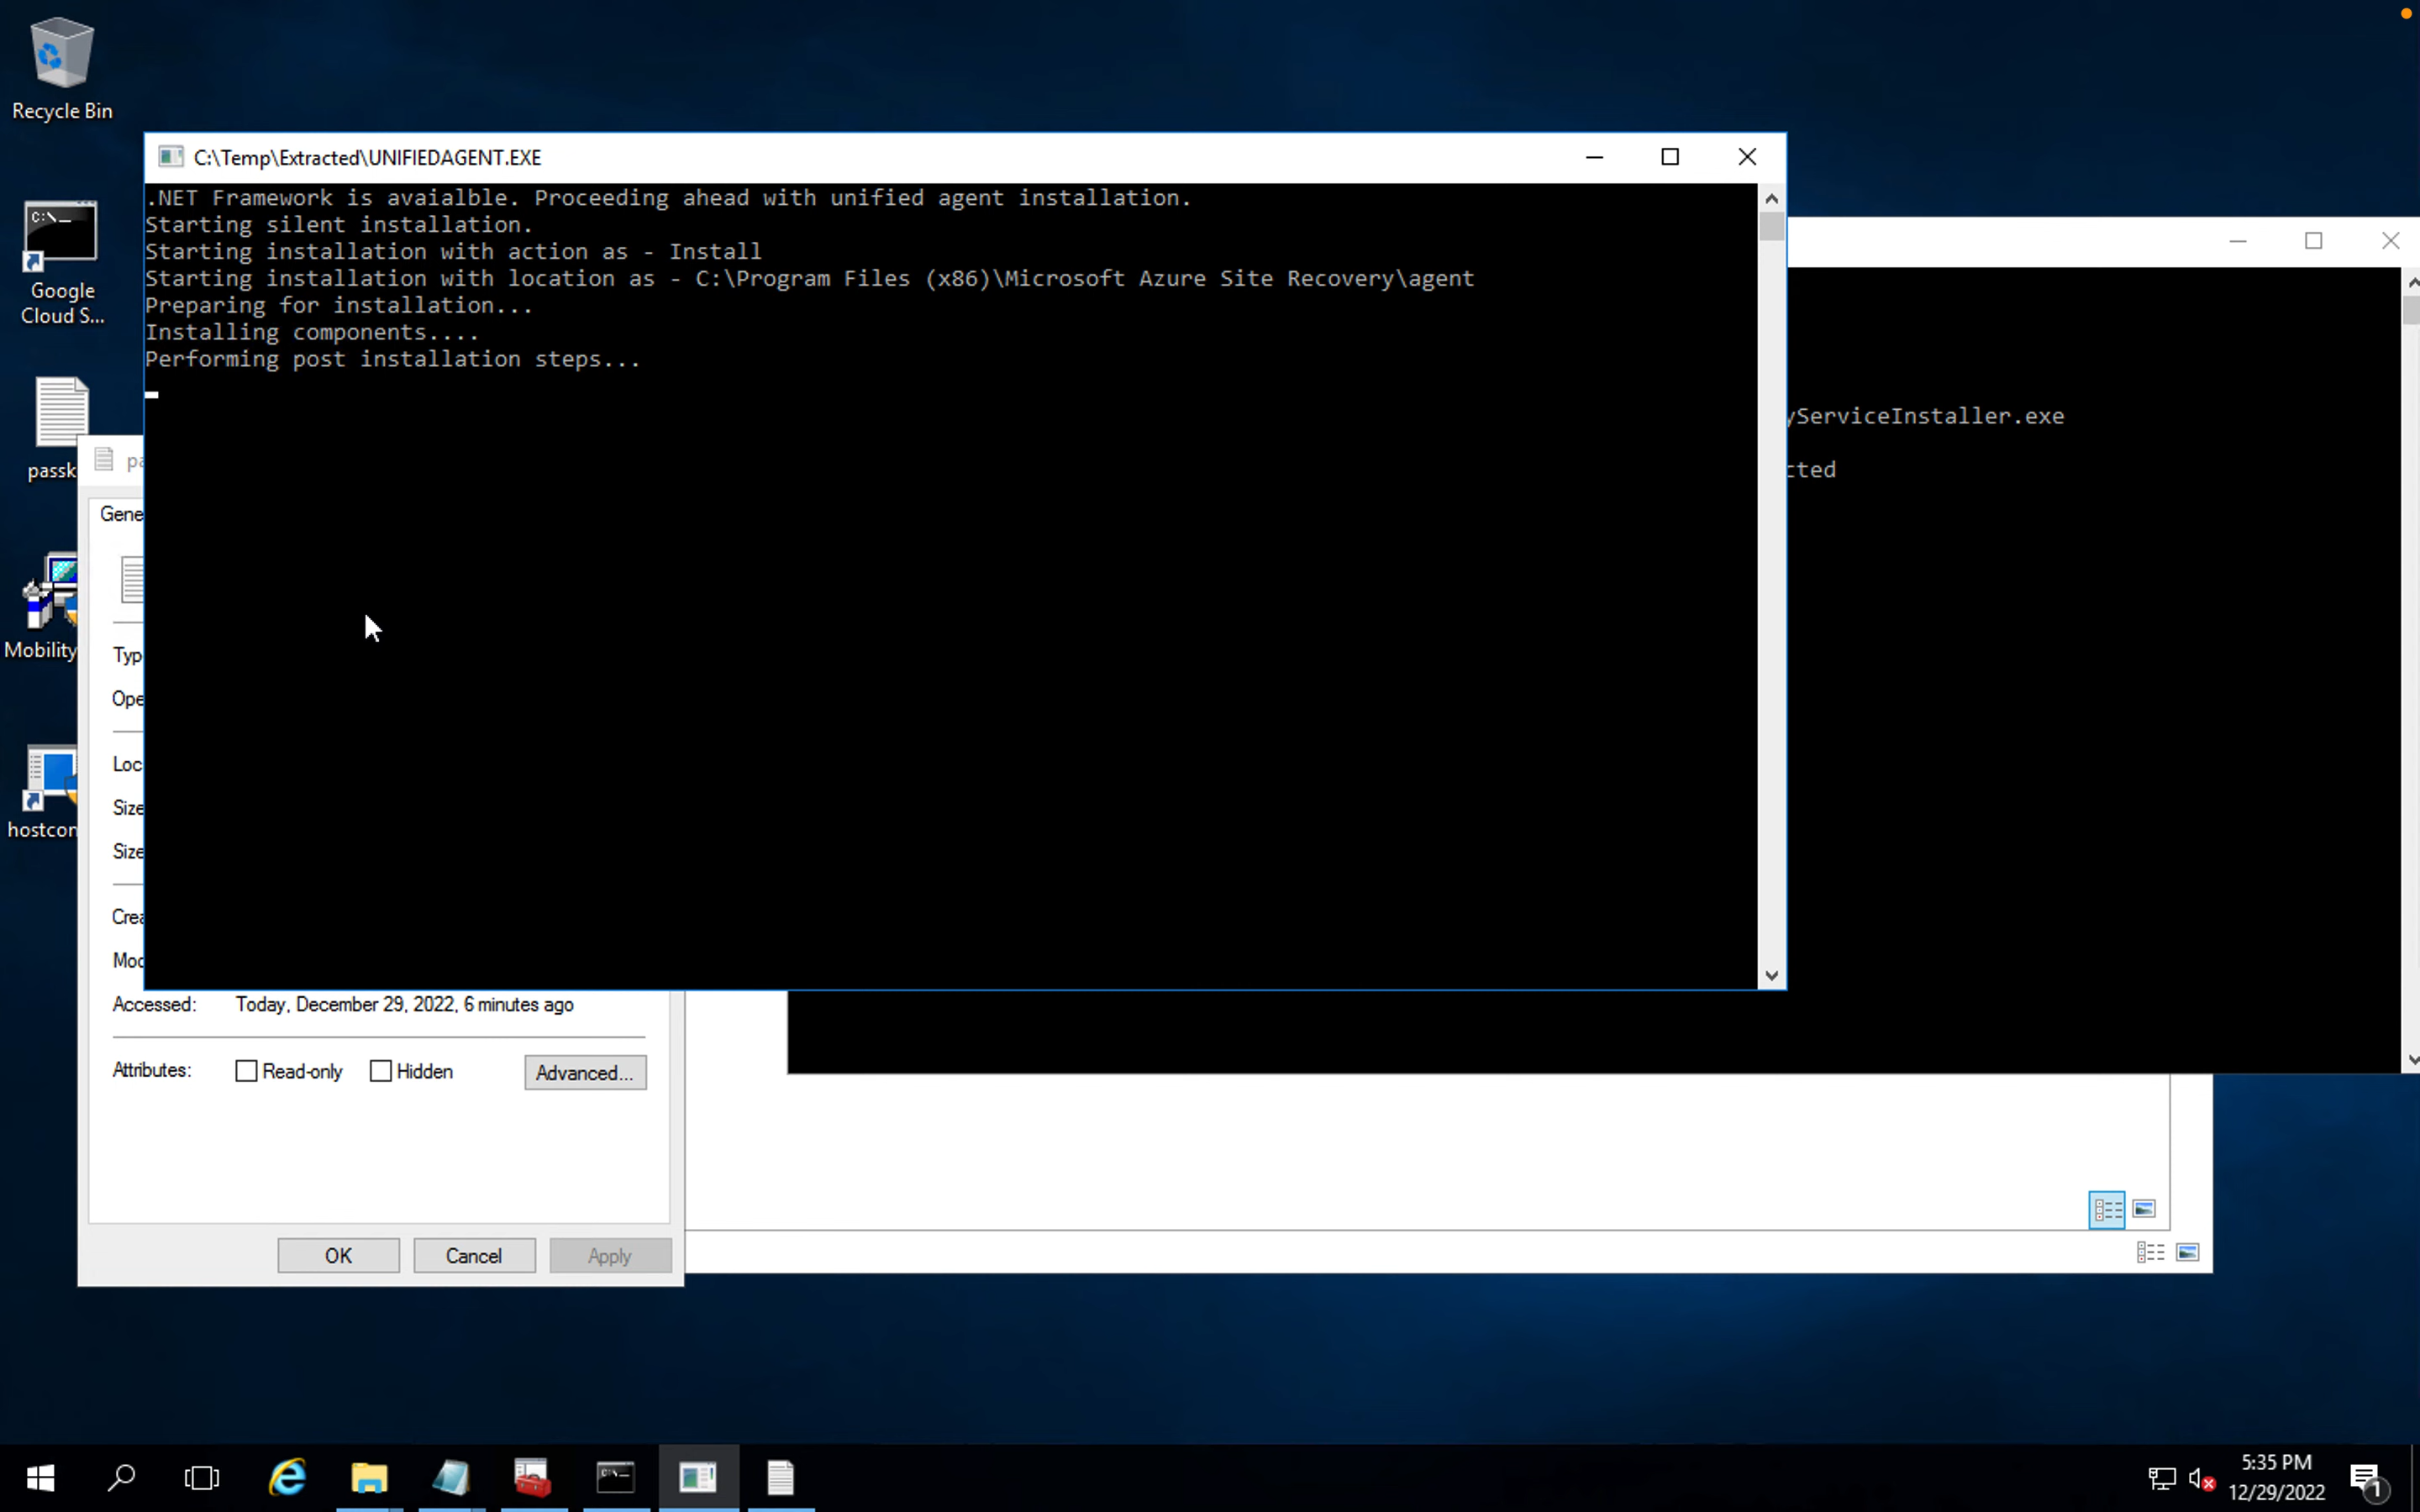 Recycle Bin
Google
Cloud S...
passk
Mobility
hostcon
C:\Temp\Extracted\UNIFIEDAGENT.EXE
.NET Framework is avaialble. Proceeding ahead with unified agent installation.
Starting silent installation.
Starting installation with action as - Install
Starting installation with location as - C:\Program Files (x86)\Microsoft Azure Site Recovery\agent
Preparing for installation...
Installing components....
Performing post installation steps...
yServiceInstaller.exe
cted
pa
Gene
Typ
Ope
Loc
Size
Size
Crea
Mod
Accessed: Today, December 29, 2022, 6 minutes ago
Attributes: Read-only Hidden Advanced...
OK Cancel Apply
5:35 PM
12/29/2022
1